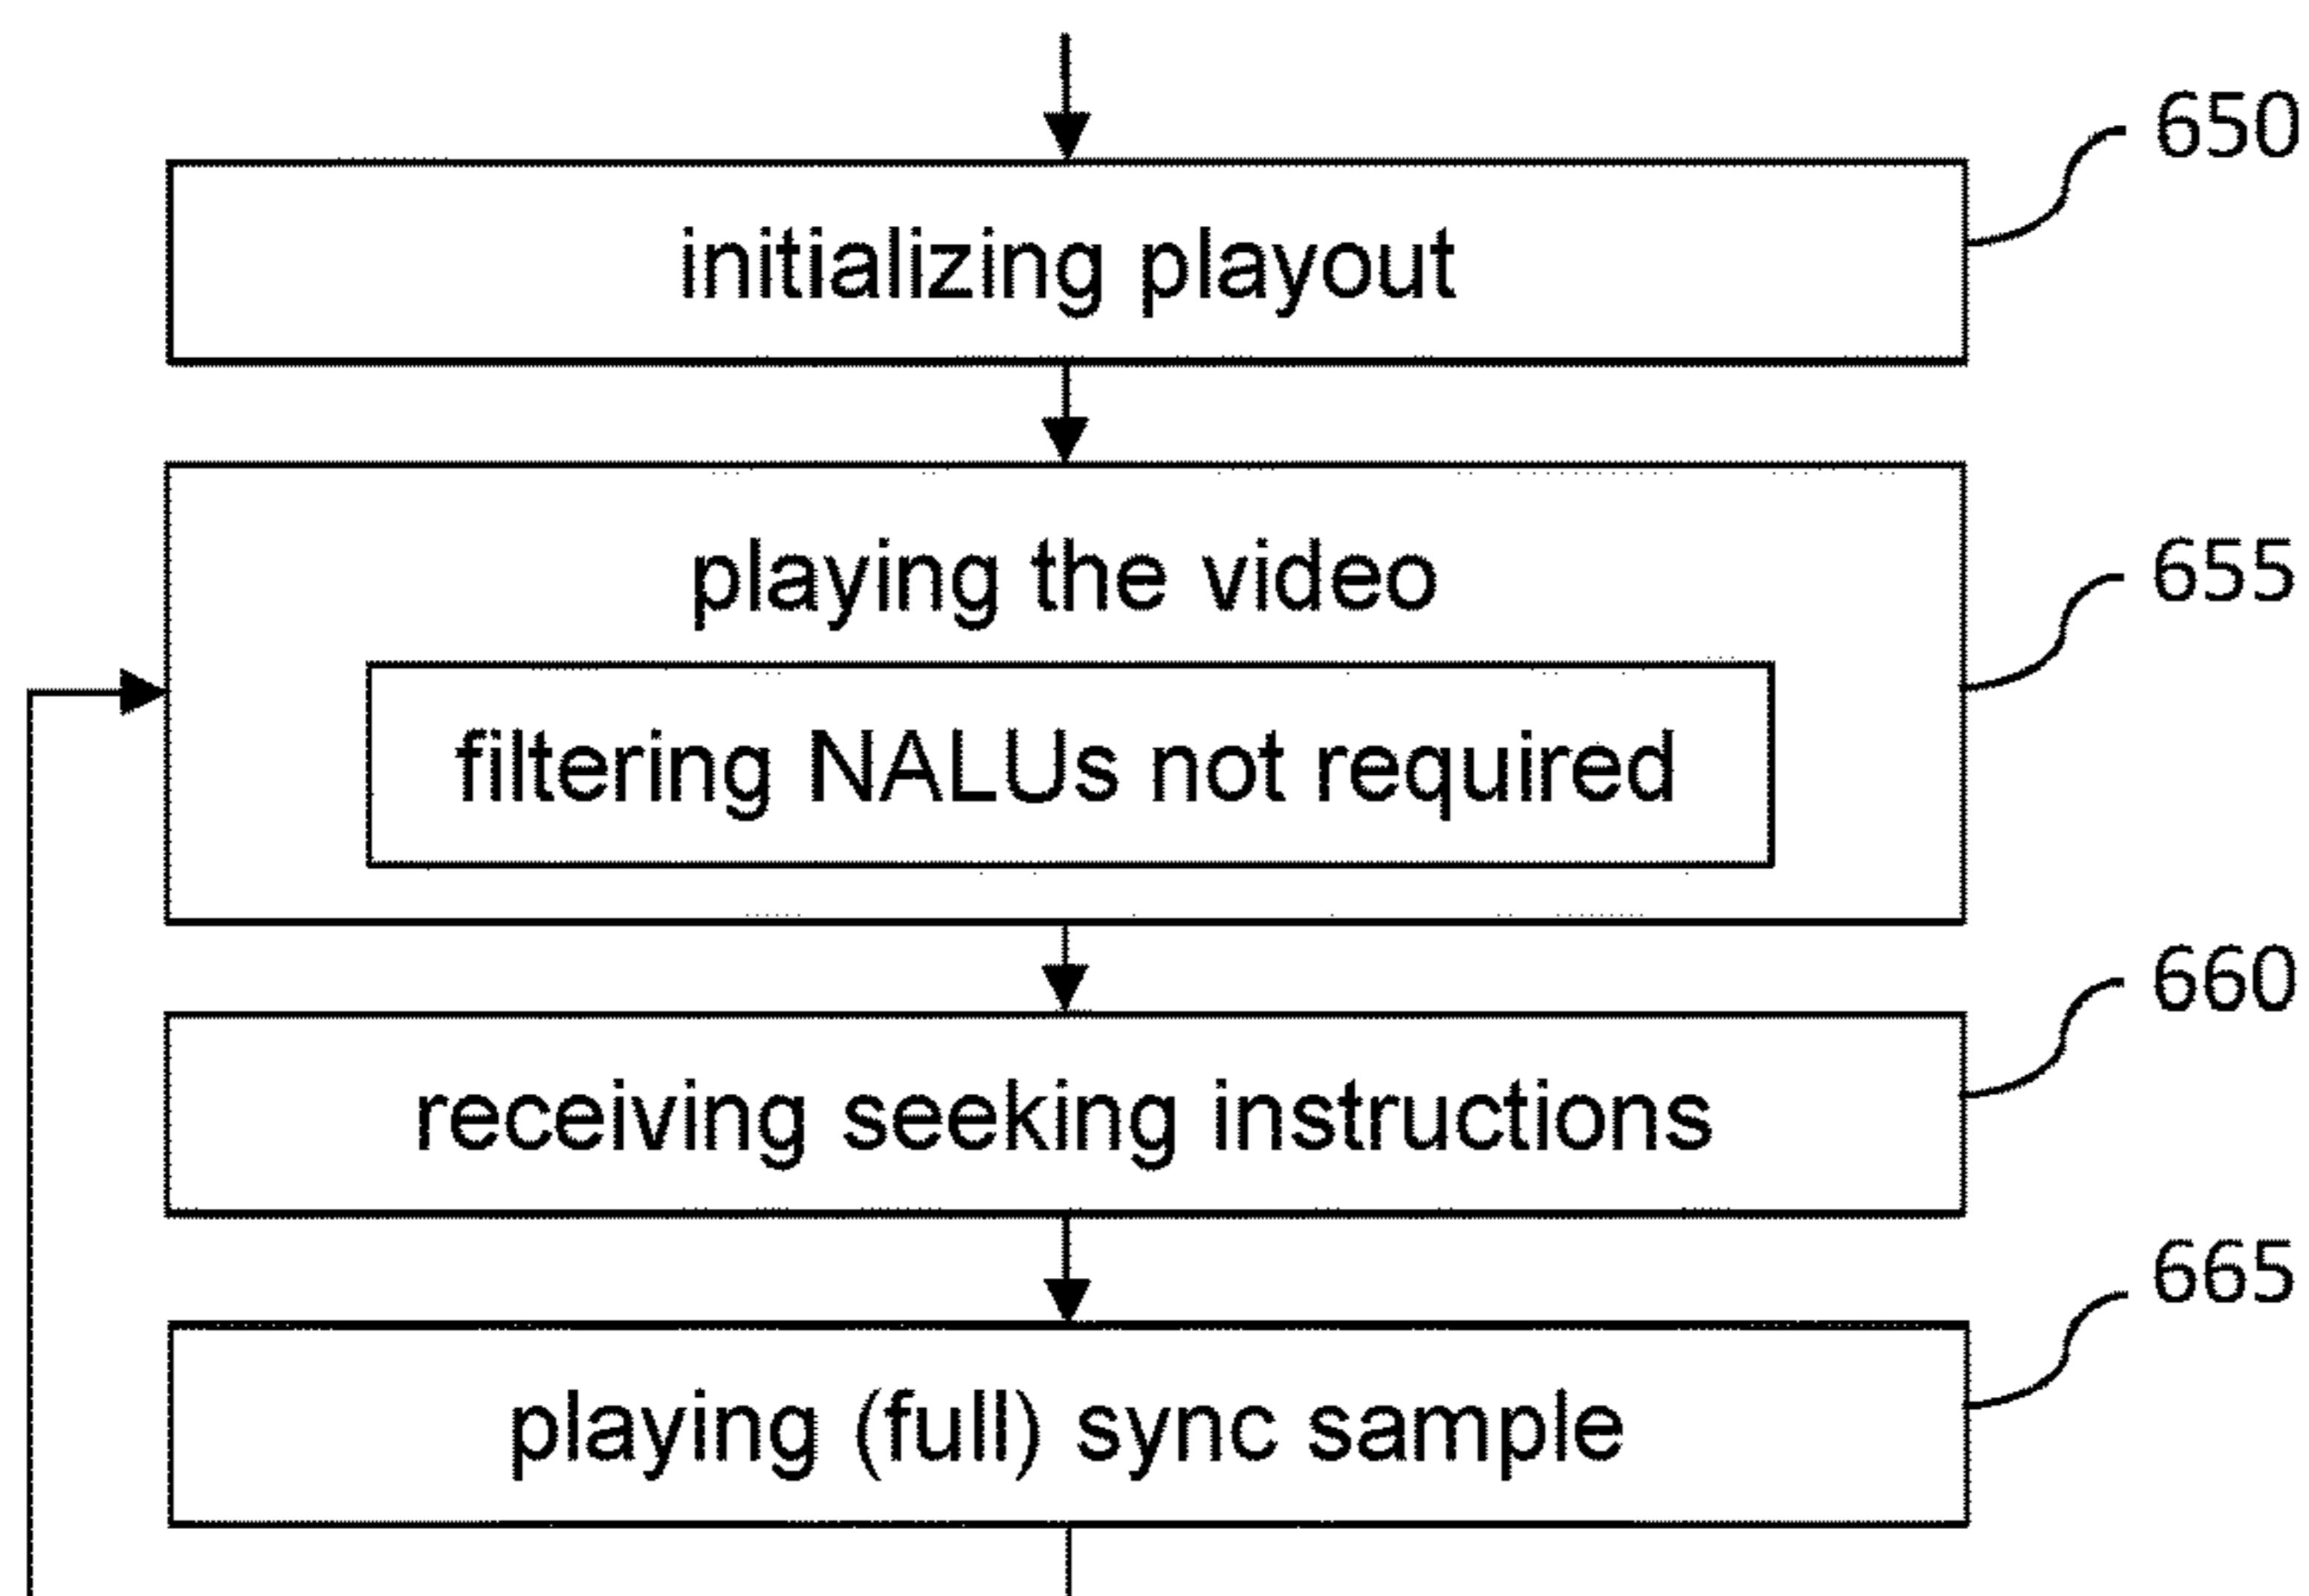 650
initializing playout
655
playing the video
filtering NALUs not required
660
receiving seeking instructions
665
playing (full) sync sample